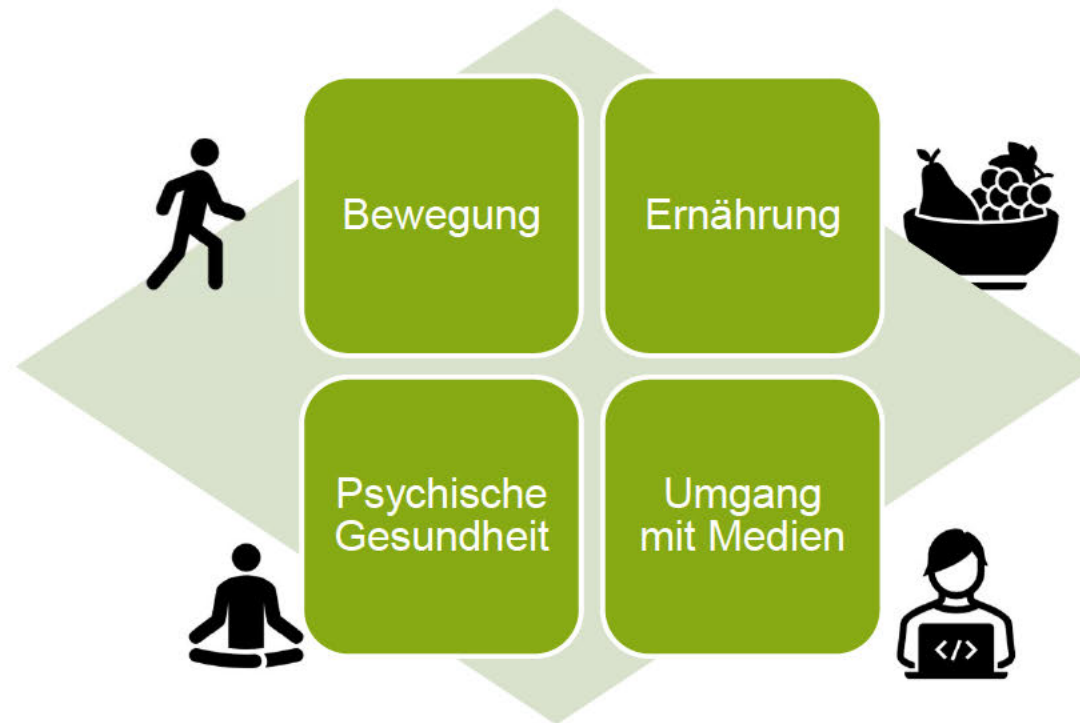 Bewegung
Ernährung
Psychische
Gesundheit
Umgang
mit Medien
</>